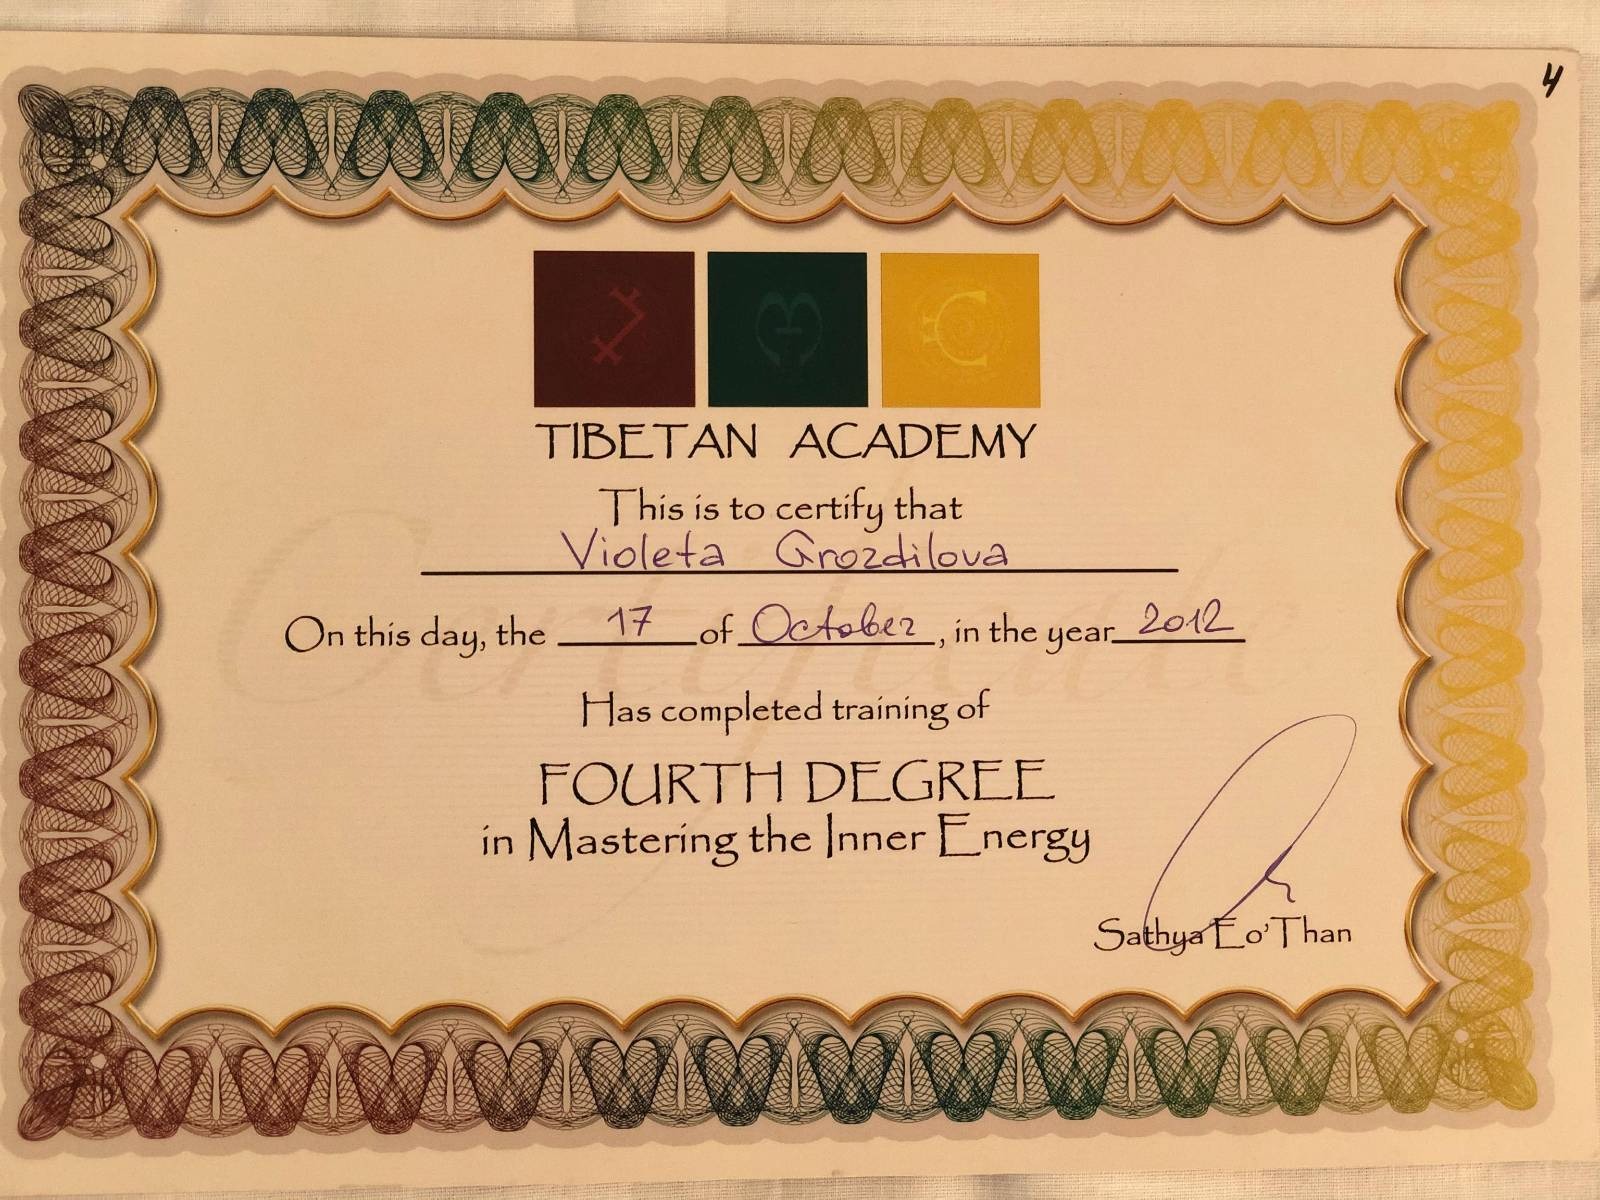 4
TIBETAN ACADEMY
This is to certify that
Violeta Grozdilova
On this day, the 17 of October, in the year 2012
Has completed training of
FOURTH DEGREE
in Mastering the Inner Energy
Sathya Eo'Than
Certificate